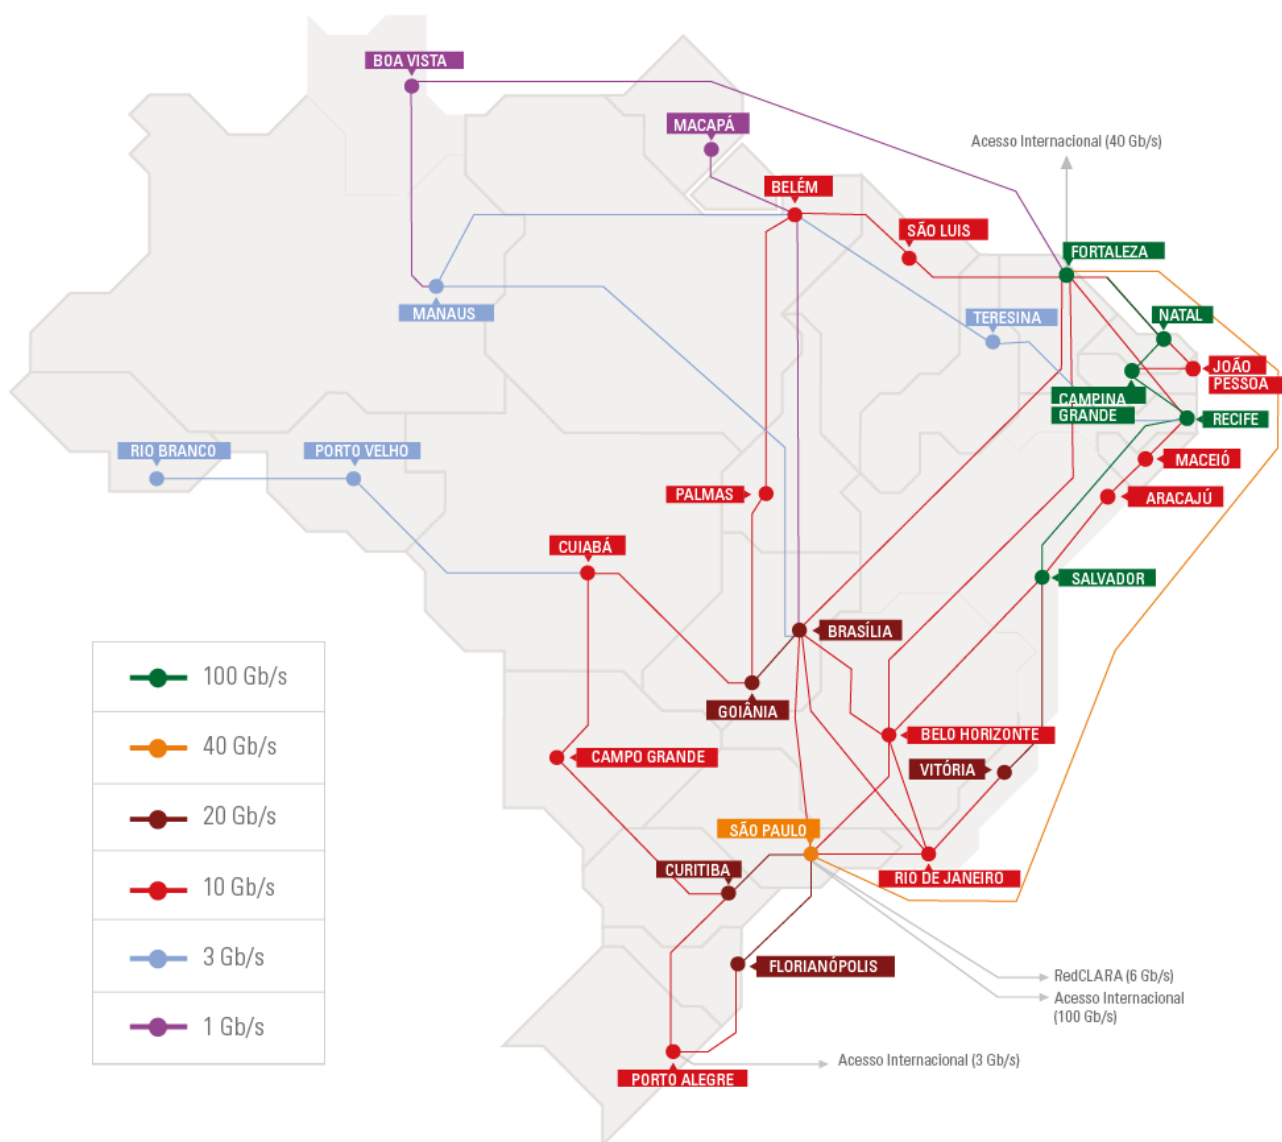 BOA VISTA
MACAPÁ
Acesso Internacional (40 Gb/s)
BELÉM
SÃO LUIS
FORTALEZA
MANAUS
TERESINA
NATAL
JOÃO
PESSOA
CAMPINA
GRANDE
RECIFE
RIO BRANCO
PORTO VELHO
MACEIÓ
PALMAS
ARACAJÚ
CUIABÁ
SALVADOR
BRASÍLIA
100 Gb/s
GOIÂNIA
BELO HORIZONTE
40 Gb/s
CAMPO GRANDE
VITÓRIA
20 Gb/s
SÃO PAULO
CURITIBA
RIO DE JANEIRO
10 Gb/s
3 Gb/s
FLORIANÓPOLIS
RedCLARA (6 Gb/s)
Acesso Internacional
(100 Gb/s)
1 Gb/s
Acesso Internacional (3 Gb/s)
PORTO ALEGRE